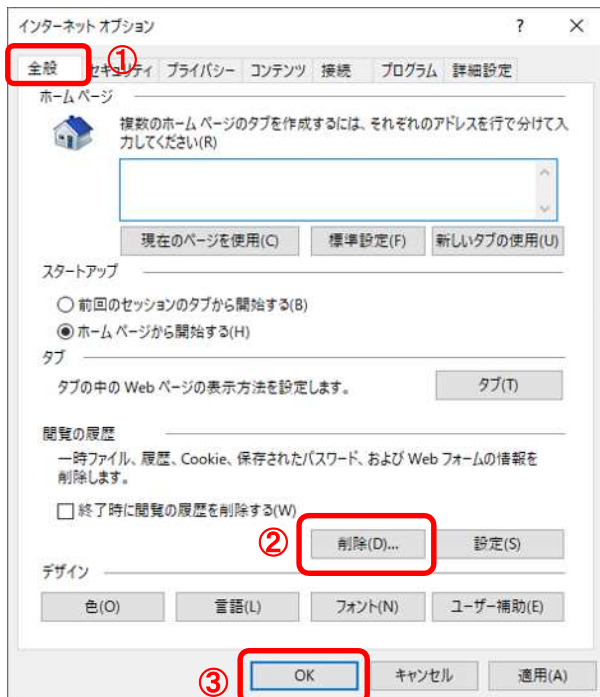 インターネット オプション ? ×
全般 ① セキュリティ プライバシー コンテンツ 接続 プログラム 詳細設定
ホーム ページ
複数のホーム ページのタブを作成するには、それぞれのアドレスを行で分けて入
力してください(R)
現在のページを使用(C) 標準設定(F) 新しいタブの使用(U)
スタートアップ
前回のセッションのタブから開始する(B)
ホーム ページから開始する(H)
タブ
タブの中の Web ページの表示方法を設定します。 タブ(T)
閲覧の履歴
一時ファイル、履歴、Cookie、保存されたパスワード、および Web フォームの情報を
削除します。
終了時に閲覧の履歴を削除する(W)
② 削除(D)... 設定(S)
デザイン
色(O) 言語(L) フォント(N) ユーザー補助(E)
③ OK キャンセル 適用(A)